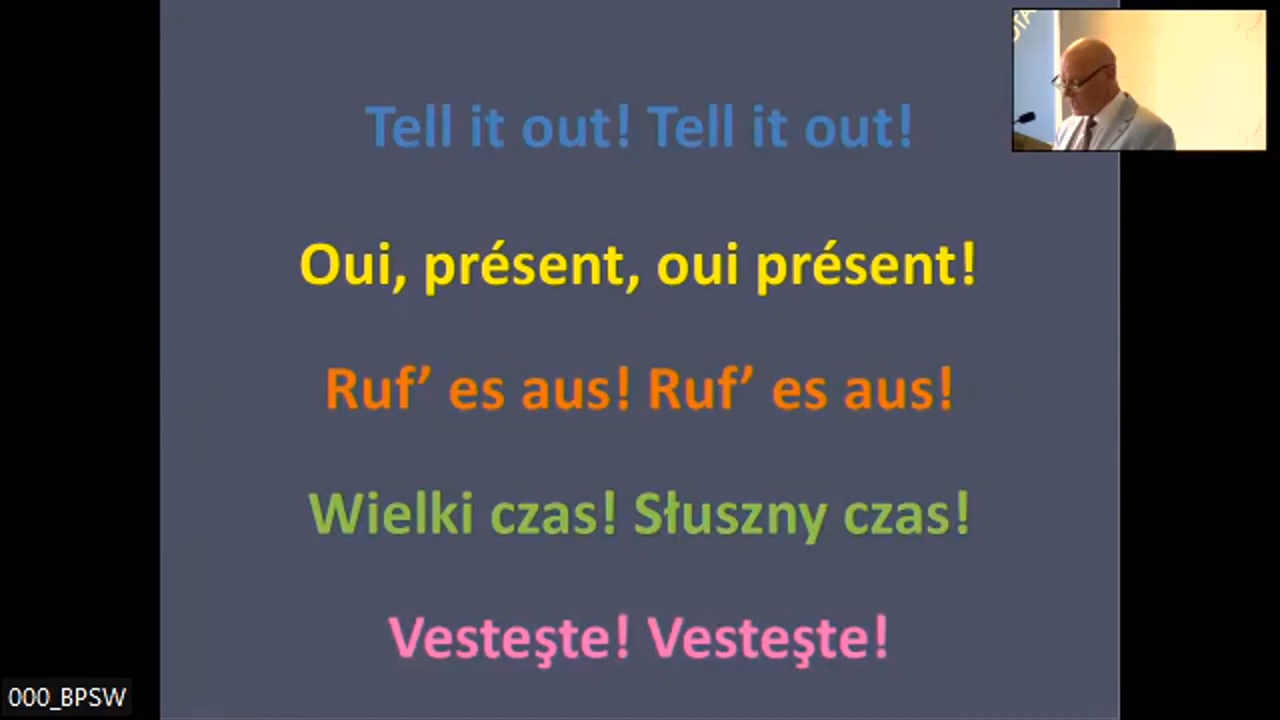 Tell it out! Tell it out!
Oui, présent, oui présent!
Ruf’ es aus! Ruf’ es aus!
Wielki czas! Słuszny czas!
Vesteşte! Vesteşte!
000_BPSW